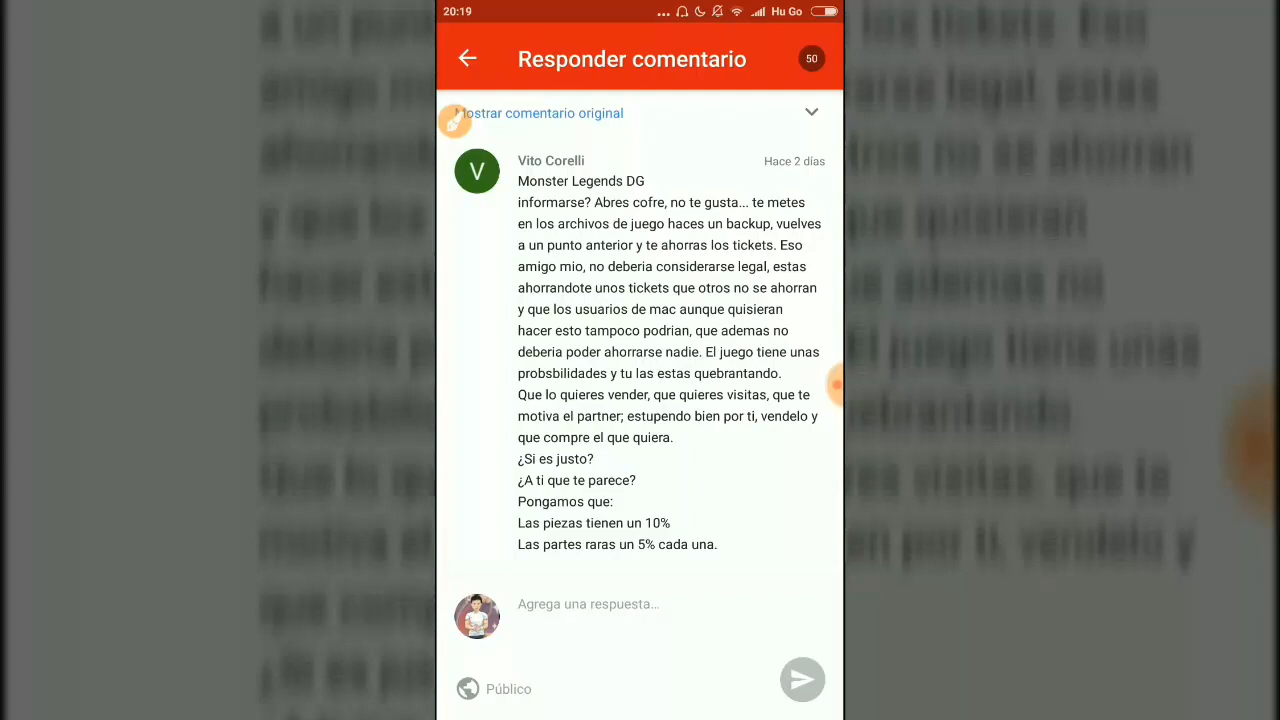 20:19
Hu Go
Responder comentario
50
Mostrar comentario original
V
Vito Corelli
Hace 2 días
Monster Legends DG
informarse? Abres cofre, no te gusta... te metes
en los archivos de juego haces un backup, vuelves
a un punto anterior y te ahorras los tickets. Eso
amigo mio, no deberia considerarse legal, estas
ahorrandote unos tickets que otros no se ahorran
y que los usuarios de mac aunque quisieran
hacer esto tampoco podrian, que ademas no
deberia poder ahorrarse nadie. El juego tiene unas
probsbilidades y tu las estas quebrantando.
Que lo quieres vender, que quieres visitas, que te
motiva el partner; estupendo bien por ti, vendelo y
que compre el que quiera.
¿Si es justo?
¿A ti que te parece?
Pongamos que:
Las piezas tienen un 10%
Las partes raras un 5% cada una.
Agrega una respuesta...
Público